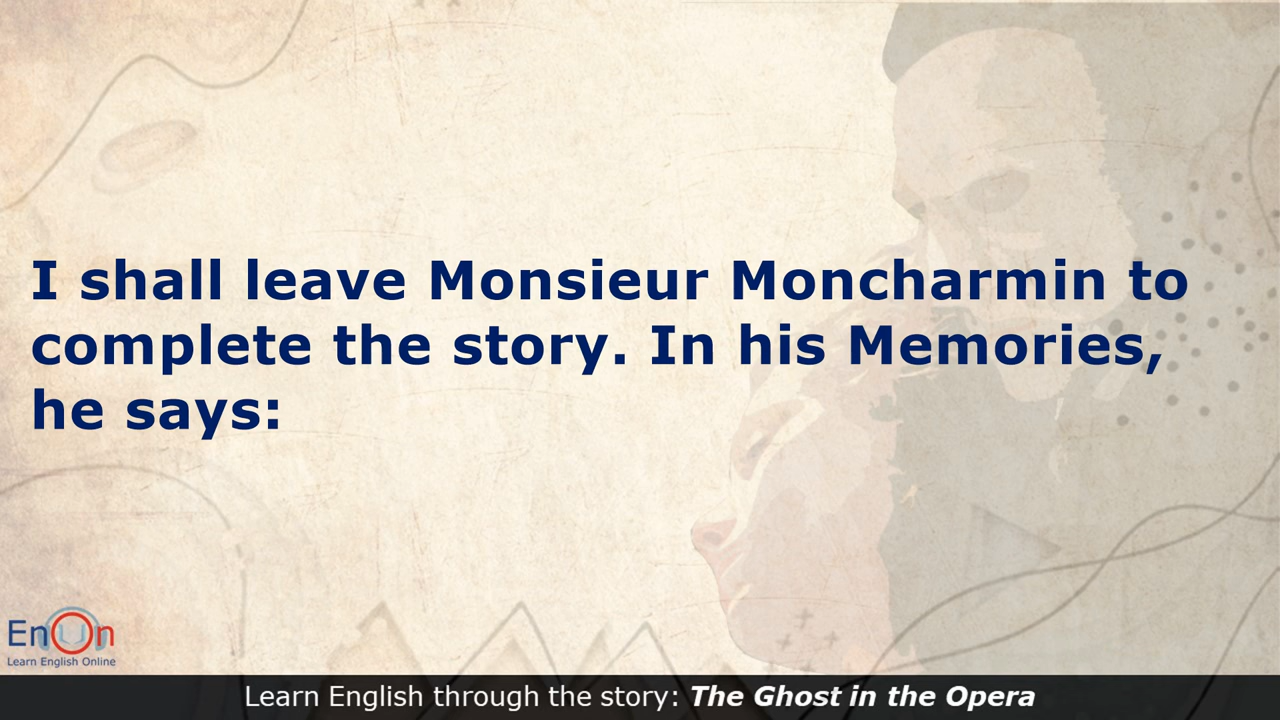 I shall leave Monsieur Moncharmin to
complete the story. In his Memories,
he says:
EnOn
Learn English Online
Learn English through the story: The Ghost in the Opera